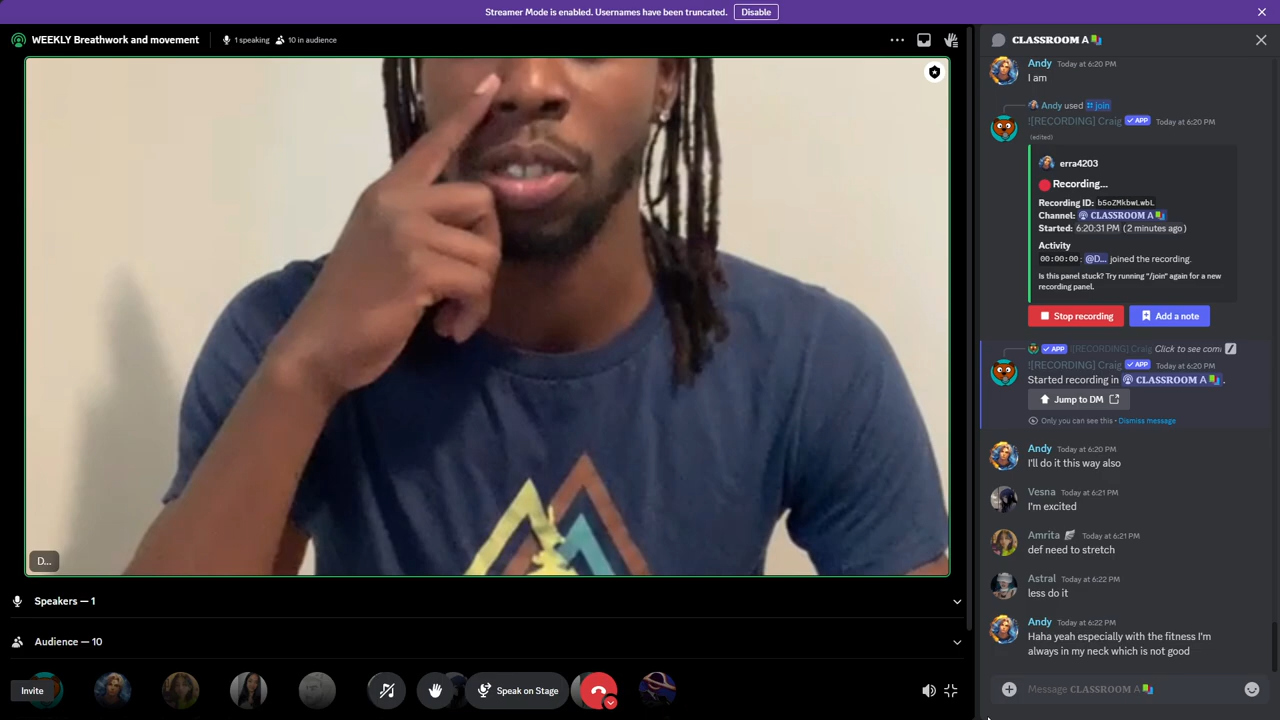 Streamer Mode is enabled. Usernames have been truncated. Disable
WEEKLY Breathwork and movement
1 speaking
10 in audience
D...
Speakers — 1
Audience — 10
Invite
Speak on Stage
CLASSROOM A
Andy Today at 6:20 PM
I am
Andy used join
![RECORDING] Craig APP Today at 6:20 PM
(edited)
erra4203
Recording...
Recording ID: b5oZMkbwLwbL
Channel: CLASSROOM A
Started: 6:20:31 PM (2 minutes ago)
Activity
00:00:00: @D... joined the recording.
Is this panel stuck? Try running "/join" again for a new
recording panel.
Stop recording
Add a note
APP ![RECORDING] Craig Click to see com
![RECORDING] Craig APP Today at 6:20 PM
Started recording in CLASSROOM A.
Jump to DM
Only you can see this • Dismiss message
Andy Today at 6:20 PM
I'll do it this way also
Vesna Today at 6:21 PM
I'm excited
Amrita Today at 6:21 PM
def need to stretch
Astral Today at 6:22 PM
less do it
Andy Today at 6:22 PM
Haha yeah especially with the fitness I'm
always in my neck which is not good
Message CLASSROOM A